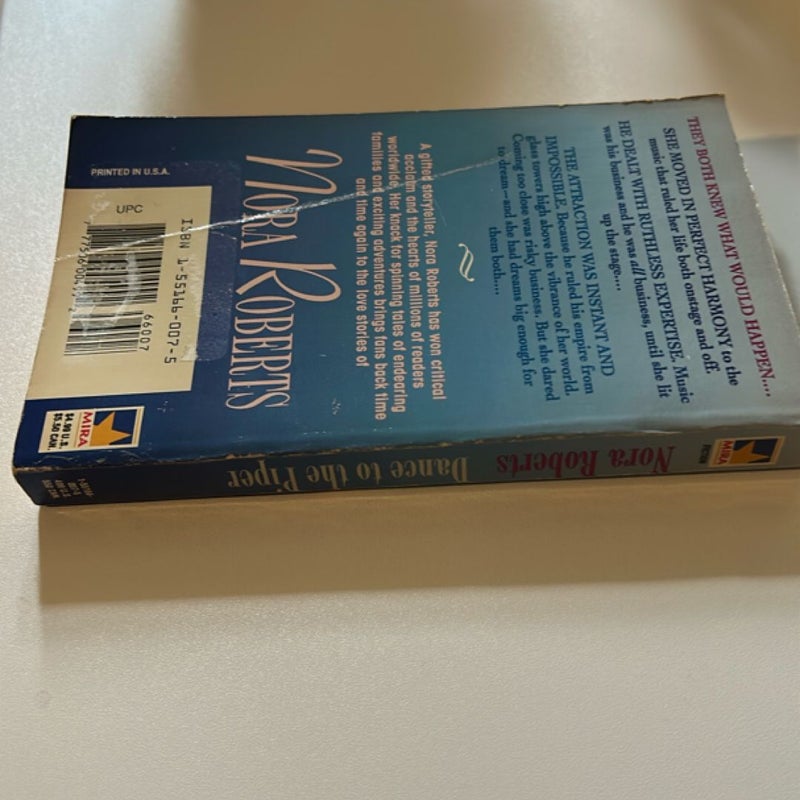 THEY BOTH KNEW WHAT WOULD HAPPEN....
SHE MOVED IN PERFECT HARMONY to the
music that ruled her life both onstage and off.
HE DEALT WITH RUTHLESS EXPERTISE. Music
was his business and he was all business, until she lit
up the stage....
THE ATTRACTION WAS INSTANT AND
IMPOSSIBLE. Because he ruled his empire from
glass towers high above the vibrance of her world.
Coming too close was risky business. But she dared
to dream—and she had dreams big enough for
them both....
A gifted storyteller, Nora Roberts has won critical
acclaim and the hearts of millions of readers
worldwide. Her knack for spinning tales of endearing
families and exciting adventures brings fans back time
and time again to the love stories of
NORA ROBERTS
ISBN 1-55166-007-5
66007
UPC
PRINTED IN U.S.A.
MIRA
$4.99 U.S.
$5.50 CAN.
MIRA
Nora Roberts
Dance to the Piper